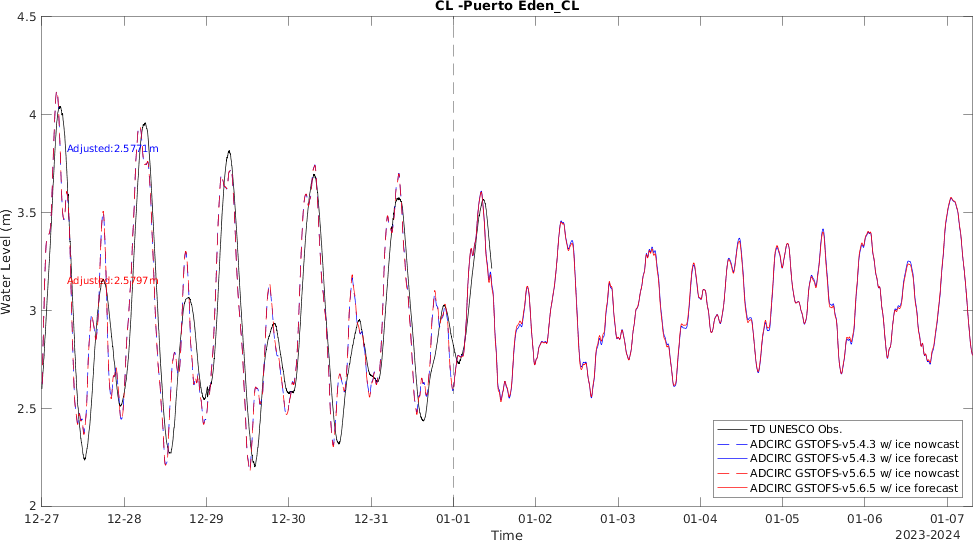 CL -Puerto Eden_CL
4.5
4
3.5
3
2.5
2
Water Level (m)
Adjusted:2.5771m
Adjusted:2.5797m
TD UNESCO Obs.
ADCIRC GSTOFS-v5.4.3 w/ ice nowcast
ADCIRC GSTOFS-v5.4.3 w/ ice forecast
ADCIRC GSTOFS-v5.6.5 w/ ice nowcast
ADCIRC GSTOFS-v5.6.5 w/ ice forecast
12-27 12-28 12-29 12-30 12-31 01-01 01-02 01-03 01-04 01-05 01-06 01-07
Time
2023-2024